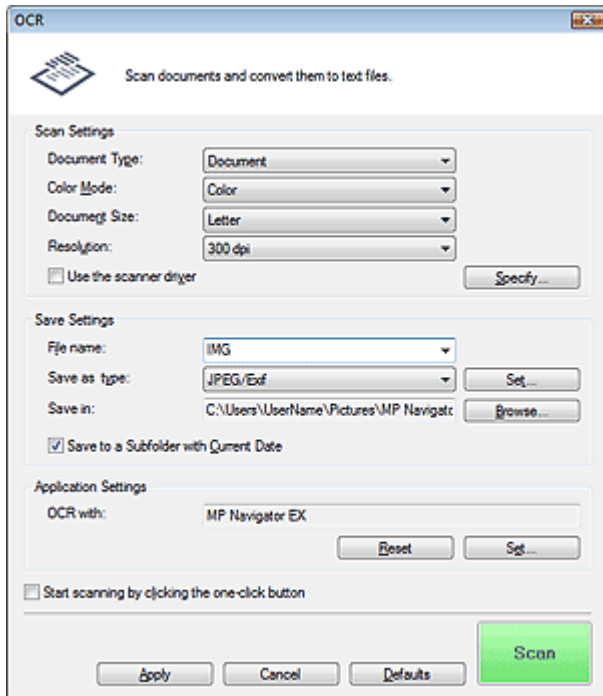 OCR
Scan documents and convert them to text files.
Scan Settings
Document Type: Document
Color Mode: Color
Document Size: Letter
Resolution: 300 dpi
Use the scanner driver Specify...
Save Settings
File name: IMG
Save as type: JPEG/Exif Set...
Save in: C:\Users\UserName\Pictures\MP Navigatc Browse...
Save to a Subfolder with Current Date
Application Settings
OCR with: MP Navigator EX
Reset Set...
Start scanning by clicking the one-click button
Scan
Apply Cancel Defaults